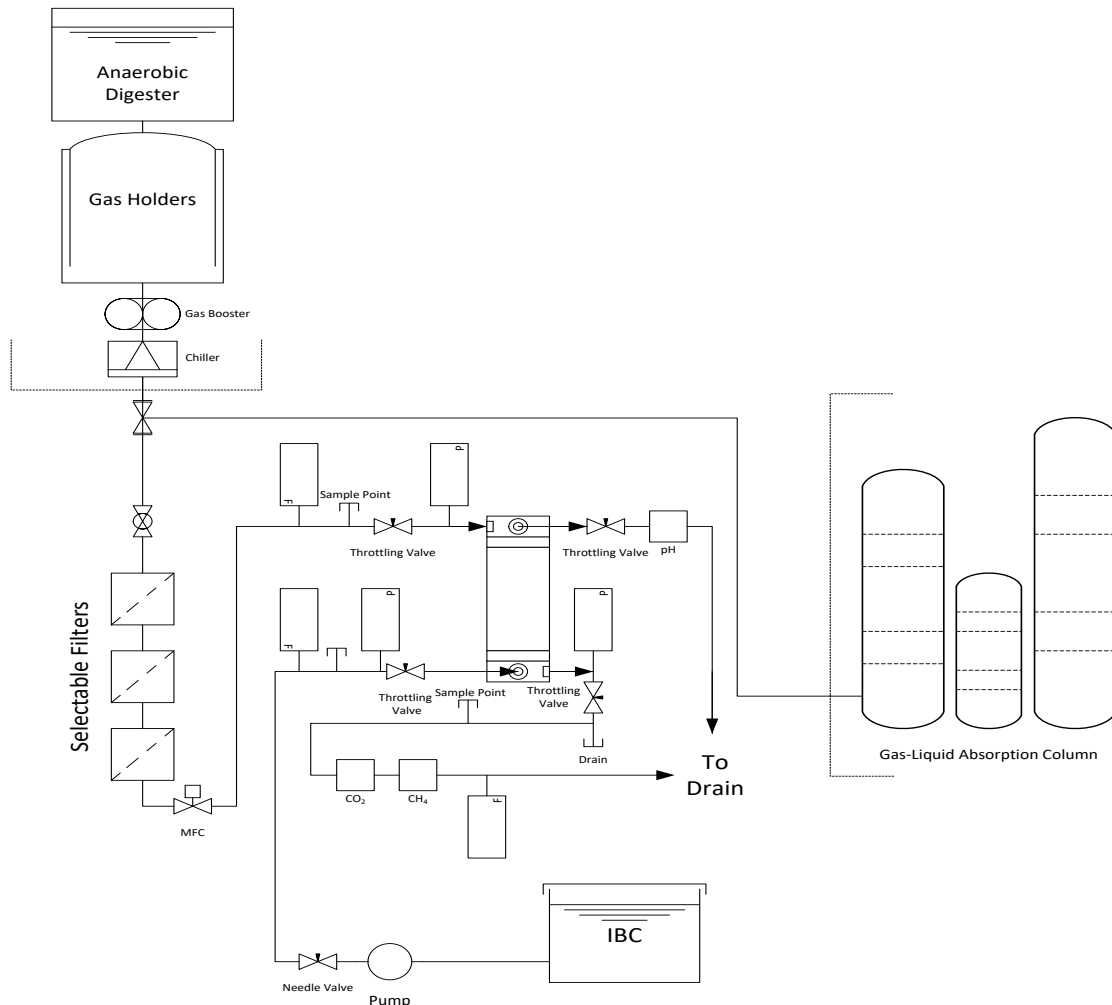 Anaerobic
Digester
Gas Holders
Gas Booster
Chiller
F
Sample Point
P
Throttling Valve
Throttling Valve
pH
Selectable Filters
F
P
P
Throttling
Valve
Sample Point
Throttling
Valve
Drain
To
Drain
Gas-Liquid Absorption Column
CO₂
CH₄
F
MFC
IBC
Needle Valve
Pump